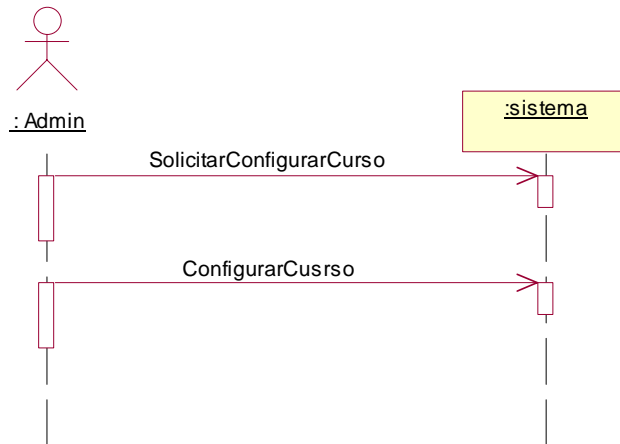 : Admin
:sistema
SolicitarConfigurarCurso
ConfigurarCusrso